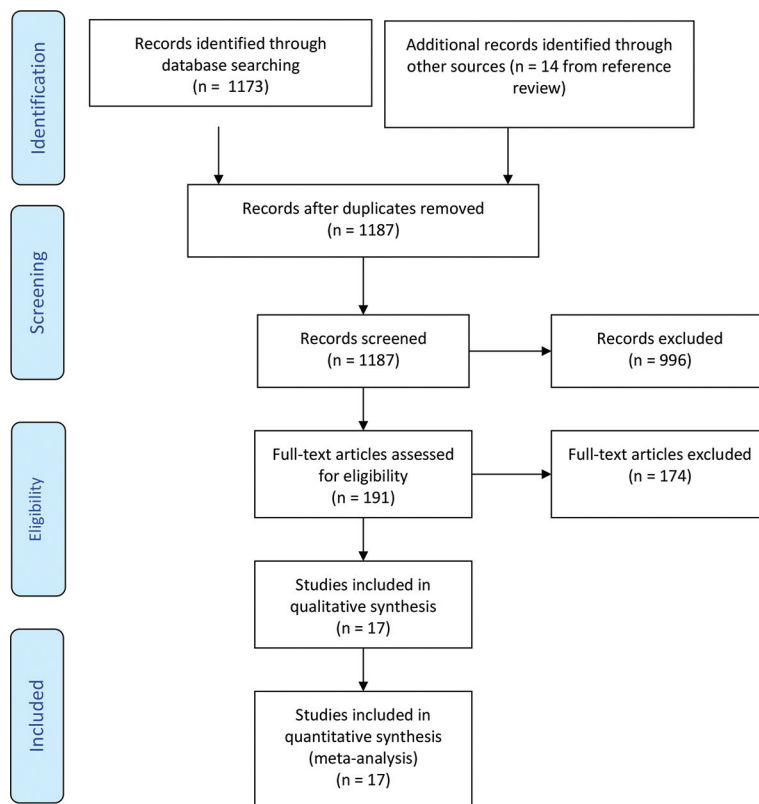 Identification
Records identified through
database searching
(n = 1173)
Additional records identified through
other sources (n = 14 from reference
review)
Screening
Records after duplicates removed
(n = 1187)
Records screened
(n = 1187)
Records excluded
(n = 996)
Eligibility
Full-text articles assessed
for eligibility
(n = 191)
Full-text articles excluded
(n = 174)
Studies included in
qualitative synthesis
(n = 17)
Included
Studies included in
quantitative synthesis
(meta-analysis)
(n = 17)